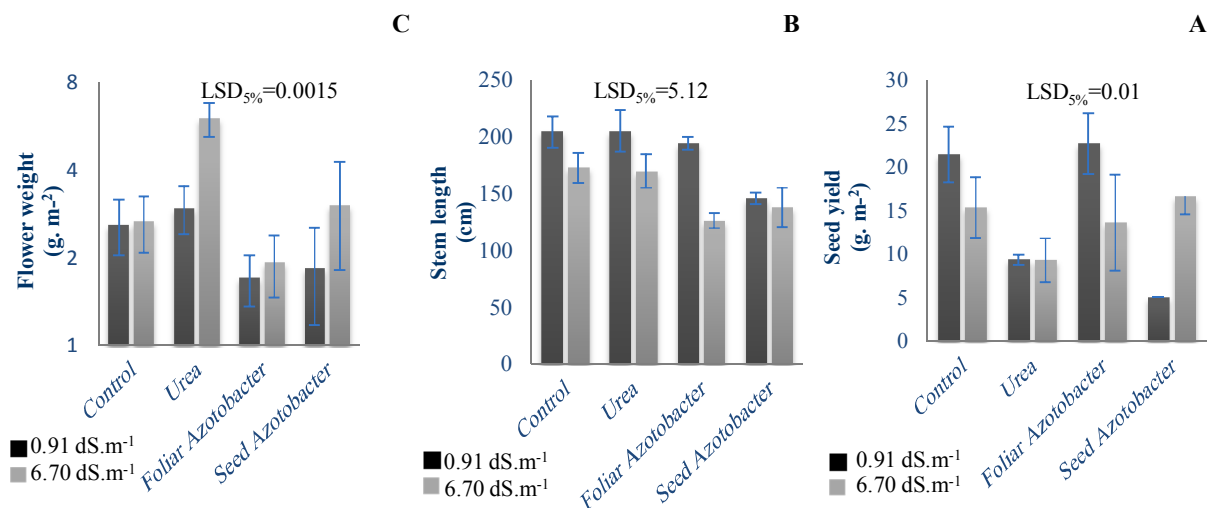 C
LSD5%=0.0015
Flower weight
(g. m-²)
8
4
2
1
Control
Urea
Foliar Azotobacter
Seed Azotobacter
0.91 dS.m-1
6.70 dS.m-1
B
LSD5%=5.12
Stem length
(cm)
250
200
150
100
50
0
Control
Urea
Foliar Azotobacter
Seed Azotobacter
0.91 dS.m-1
6.70 dS.m-1
A
LSD5%=0.01
Seed yield
(g. m-²)
30
25
20
15
10
5
0
Control
Urea
Foliar Azotobacter
Seed Azotobacter
0.91 dS.m-1
6.70 dS.m-1